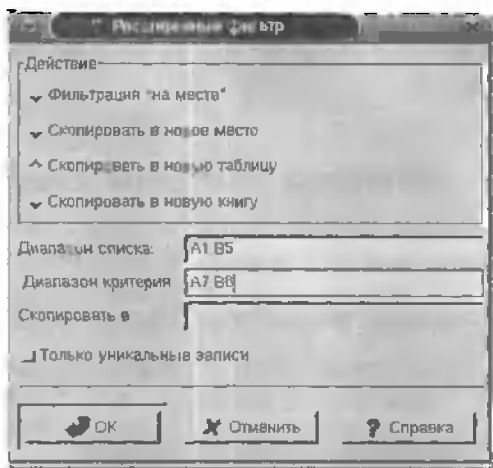 Расширенный фильтр
Действие
Фильтрация "на месте"
Скопировать в новое место
Скопировать в новую таблицу
Скопировать в новую книгу
Диапазон списка:
A1:B5
Диапазон критерия
A7:B8
Скопировать в
Только уникальные записи
OK
Отменить
Справка